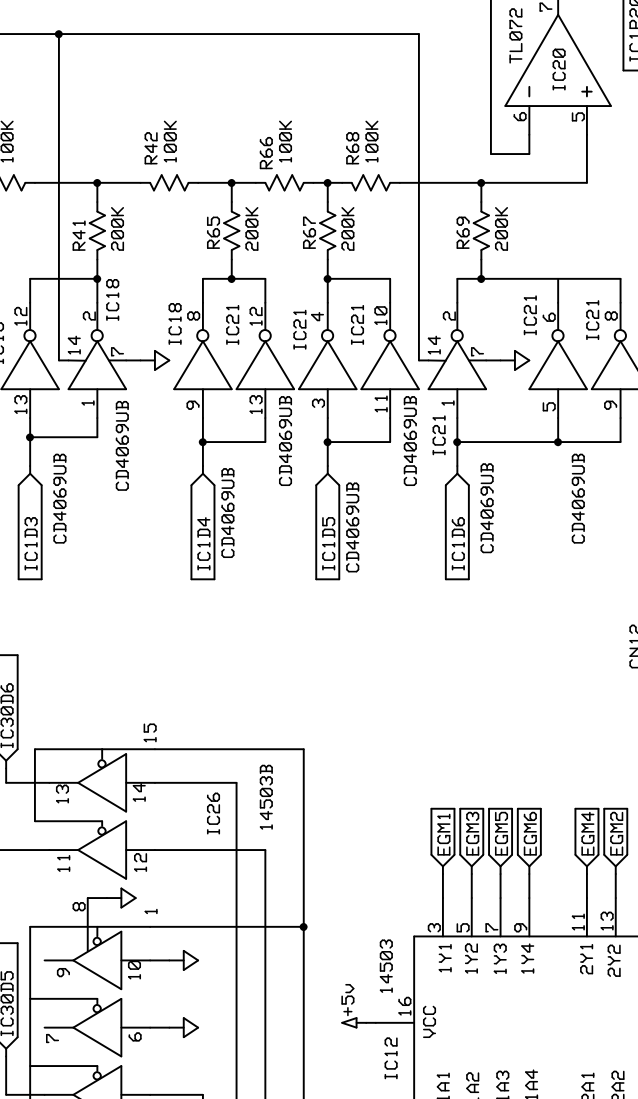 7
TL072
IC20
6
5
IC1P20
100K
R42
100K
R66
100K
R68
100K
R41
200K
R65
200K
R67
200K
R69
200K
12
2
IC18
IC18
8
IC21
12
IC21
4
IC21
10
14
7
14
2
7
IC21
6
IC21
8
13
1
9
13
3
11
IC21
1
5
9
IC1D3
CD4069UB
CD4069UB
IC1D4
CD4069UB
CD4069UB
IC1D5
CD4069UB
CD4069UB
IC1D6
CD4069UB
CD4069UB
CN12
IC30D6
15
13
14
IC26
14503B
11
12
8
1
9
10
IC30D5
7
6
EGM1
EGM3
EGM5
EGM6
EGM4
EGM2
3
5
7
9
11
13
1Y1
1Y2
1Y3
1Y4
2Y1
2Y2
14503
+5v
16
VCC
IC12
1A1
1A3
1A4